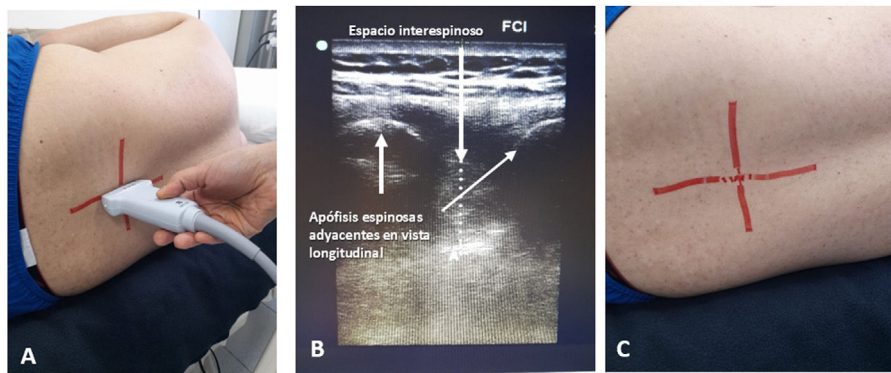 Espacio interespinoso
FCI
Apófisis espinosas
adyacentes en vista
longitudinal
A
B
C